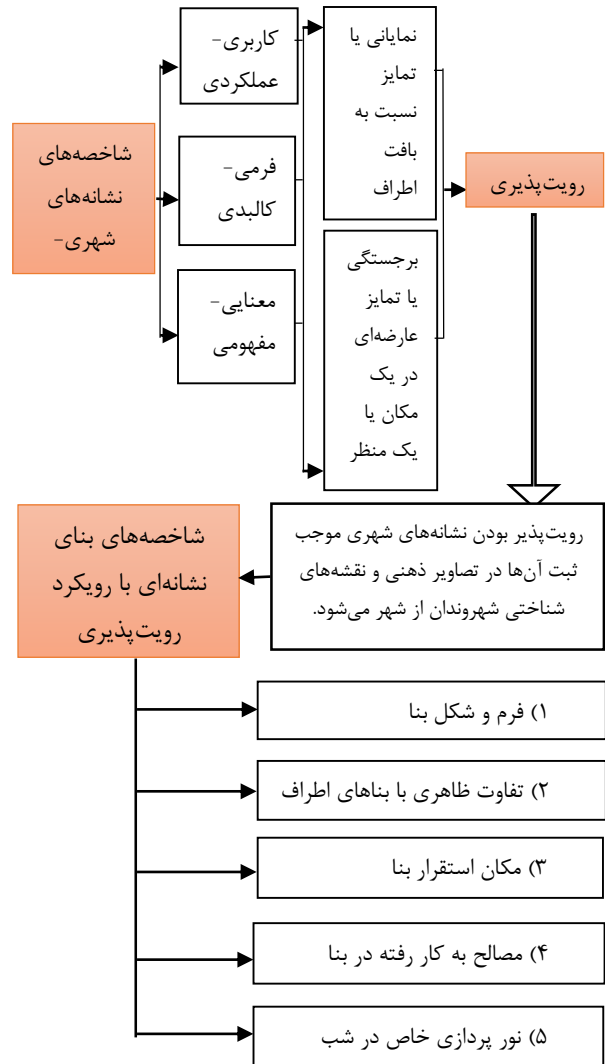 شاخصه‌های
نشانه‌های
شهری-
کاربری-
عملکردی
فرمی-
کالبدی
معنایی-
مفهومی
نمایانی یا
تمایز
نسبت به
بافت
اطراف
برجستگی
یا تمایز
عارضه‌ای
در یک
مکان یا
یک منظر
رویت‌پذیری
رویت‌پذیر بودن نشانه‌های شهری موجب
ثبت آن‌ها در تصاویر ذهنی و نقشه‌های
شناختی شهروندان از شهر می‌شود.
شاخصه‌های بنای
نشانه‌ای با رویکرد
رویت‌پذیری
۱) فرم و شکل بنا
۲) تفاوت ظاهری با بناهای اطراف
۳) مکان استقرار بنا
۴) مصالح به کار رفته در بنا
۵) نور پردازی خاص در شب